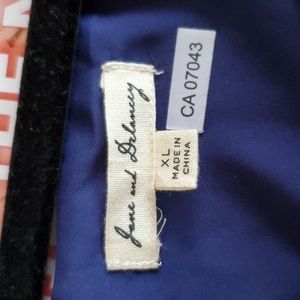 Jane and Delancey
XL
MADE IN
CHINA
CA 07043